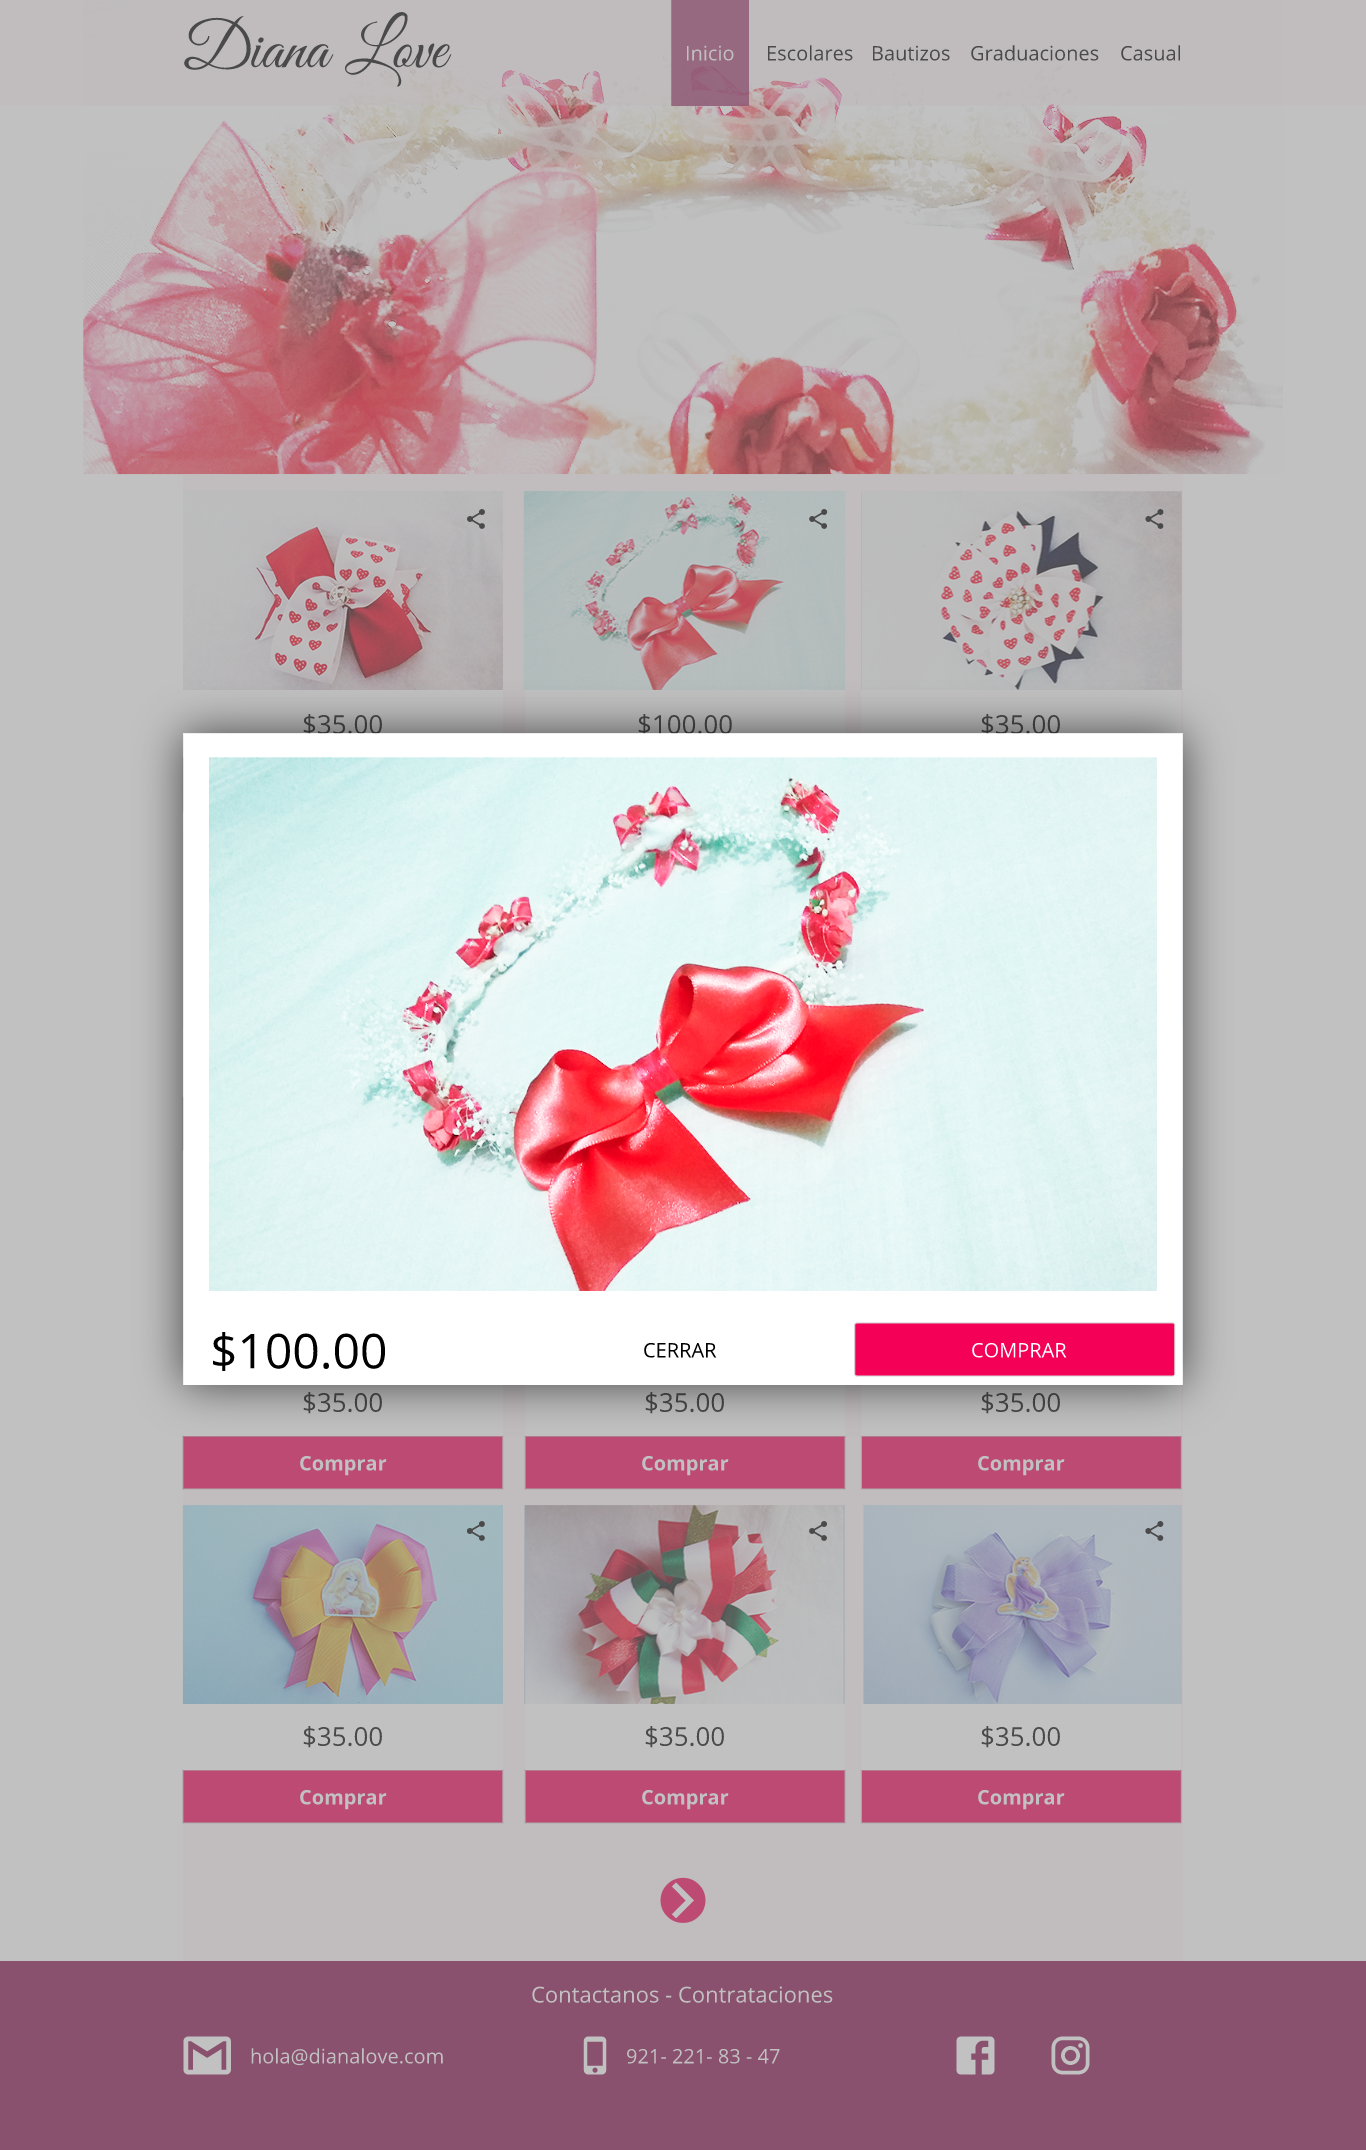 Diana Love
Inicio Escolares Bautizos Graduaciones Casual
$35.00 $100.00 $35.00
$100.00 CERRAR COMPRAR
$35.00 $35.00 $35.00
Comprar Comprar Comprar
$35.00 $35.00 $35.00
Comprar Comprar Comprar
Contactanos - Contrataciones
hola@dianalove.com 921- 221- 83 - 47